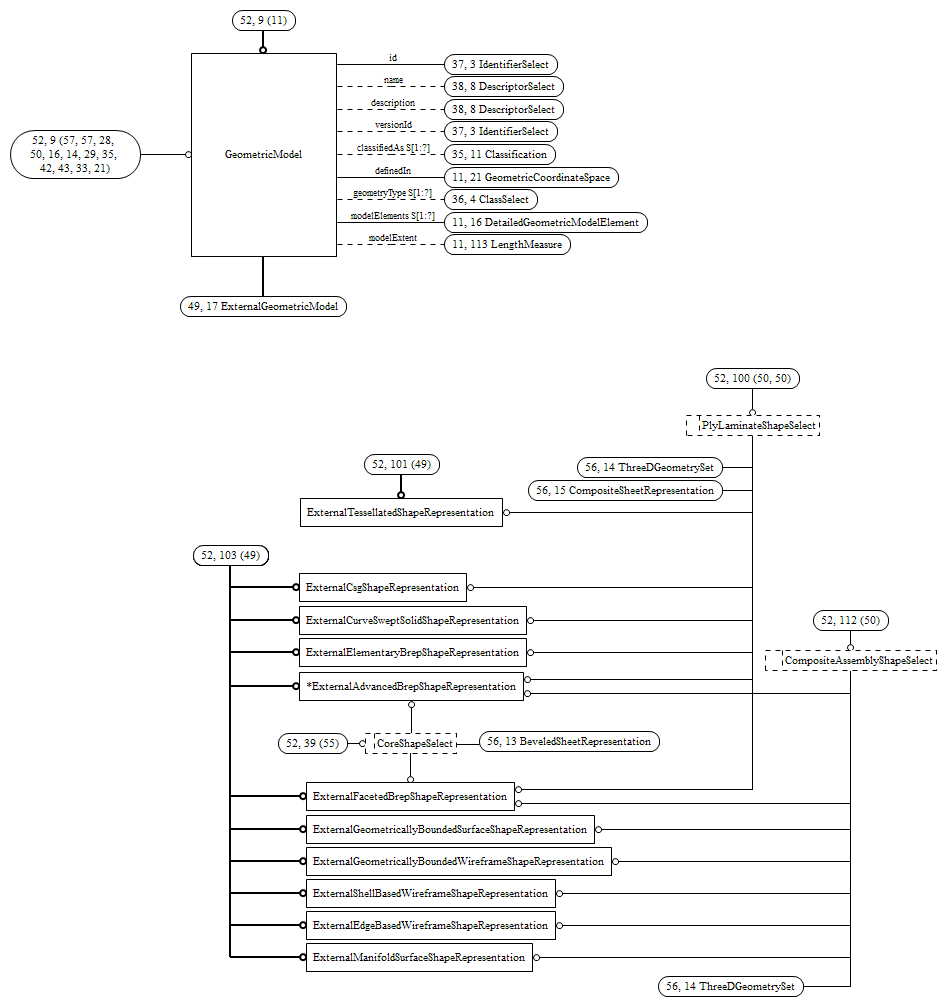 52, 9 (11)
id
37, 3 IdentifierSelect
name
38, 8 DescriptorSelect
description
38, 8 DescriptorSelect
versionId
37, 3 IdentifierSelect
52, 9 (57, 57, 28,
50, 16, 14, 29, 35,
42, 43, 33, 21)
GeometricModel
classifiedAs S[1:?]
35, 11 Classification
definedIn
11, 21 GeometricCoordinateSpace
geometryType S[1:?]
36, 4 ClassSelect
modelElements S[1:?]
11, 16 DetailedGeometricModelElement
modelExtent
11, 113 LengthMeasure
49, 17 ExternalGeometricModel
52, 100 (50, 50)
PlyLaminateShapeSelect
52, 101 (49)
56, 14 ThreeDGeometrySet
56, 15 CompositeSheetRepresentation
ExternalTessellatedShapeRepresentation
52, 103 (49)
ExternalCsgShapeRepresentation
ExternalCurveSweptSolidShapeRepresentation
52, 112 (50)
ExternalElementaryBrepShapeRepresentation
CompositeAssemblyShapeSelect
*ExternalAdvancedBrepShapeRepresentation
52, 39 (55)
CoreShapeSelect
56, 13 BeveledSheetRepresentation
ExternalFacetedBrepShapeRepresentation
ExternalGeometricallyBoundedSurfaceShapeRepresentation
ExternalGeometricallyBoundedWireframeShapeRepresentation
ExternalShellBasedWireframeShapeRepresentation
ExternalEdgeBasedWireframeShapeRepresentation
ExternalManifoldSurfaceShapeRepresentation
56, 14 ThreeDGeometrySet